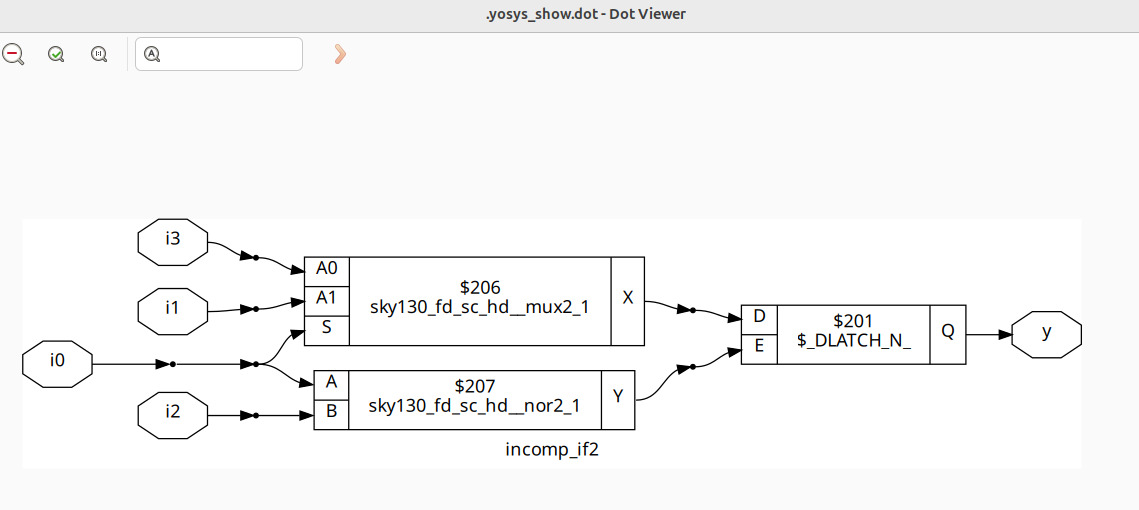 .yosys_show.dot - Dot Viewer
A
i3
i1
i0
i2
A0
A1
S
$206
sky130_fd_sc_hd__mux2_1
X
A
B
$207
sky130_fd_sc_hd__nor2_1
Y
D
E
$201
$_DLATCH_N_
Q
y
incomp_if2